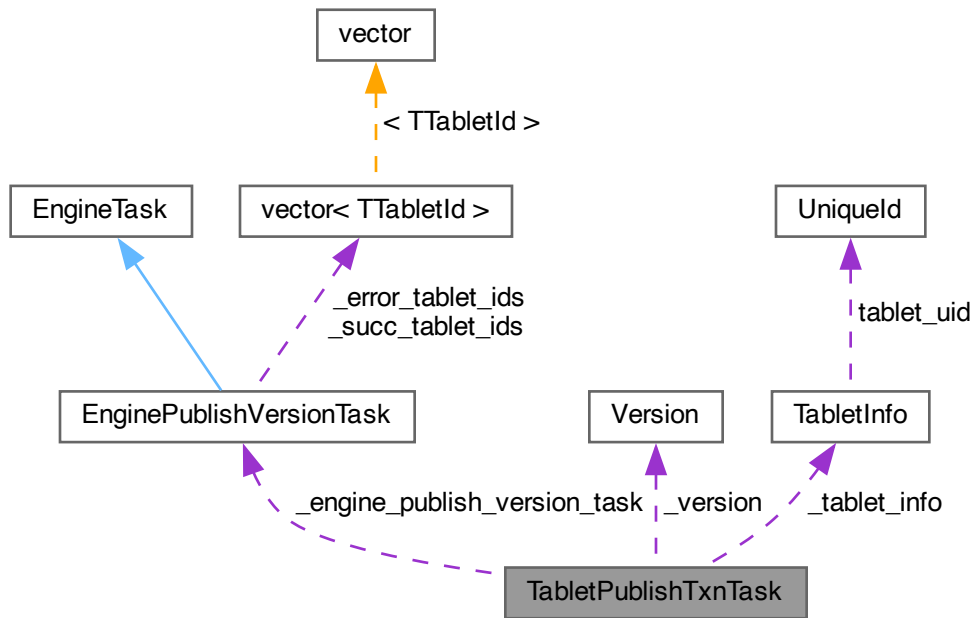 vector
< TTabletId >
EngineTask
vector< TTabletId >
UniqueId
_error_tablet_ids
_succ_tablet_ids
tablet_uid
EnginePublishVersionTask
Version
TabletInfo
_engine_publish_version_task
_version
_tablet_info
TabletPublishTxnTask